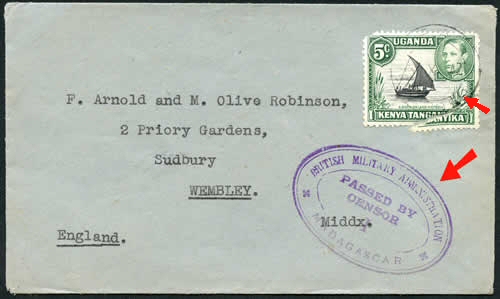 UGANDA
5c
KENYA TANGANYIKA
F. Arnold and M. Olive Robinson,
2 Priory Gardens,
Sudbury
WEMBLEY.
Middx.
England.
BRITISH MILITARY ADMINISTRATION
PASSED BY
CENSOR
MADAGASCAR